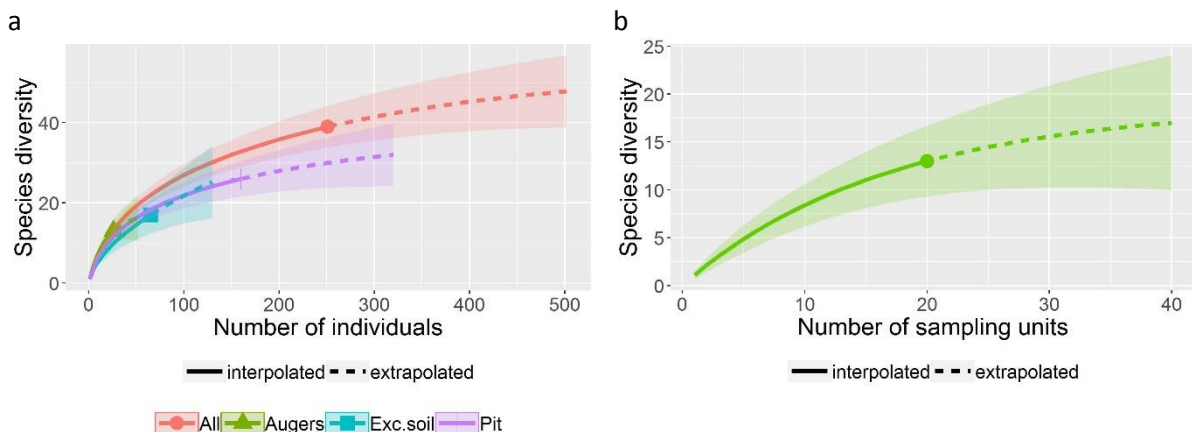 a
Species diversity
40
20
0
0 100 200 300 400 500
Number of individuals
interpolated extrapolated
All Augers Exc.soil Pit
b
Species diversity
25
20
15
10
5
0
0 10 20 30 40
Number of sampling units
interpolated extrapolated